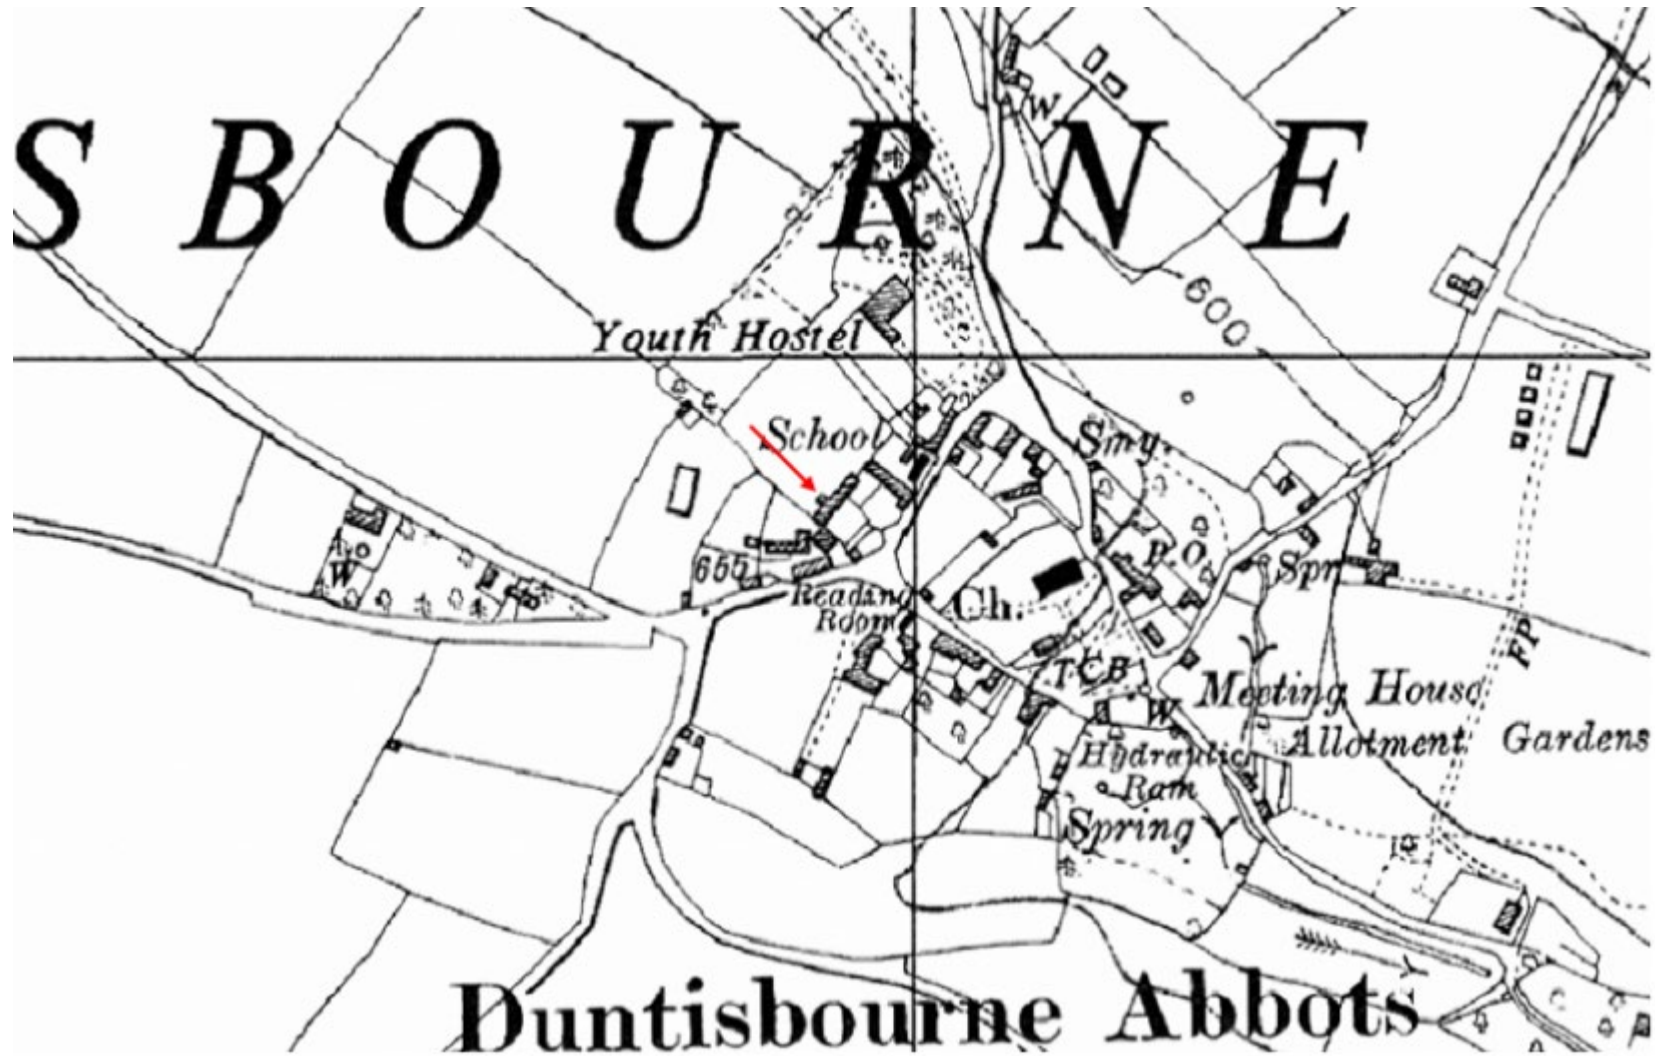 SBOURNE
W
600
Youth Hostel
School
Smy.
P.O.
655
W
Spr
Reading
Room
Ch.
FP
TCB
Meeting House
W
Allotment Gardens
Hydraulic
Ram
Spring
Duntisbourne Abbots